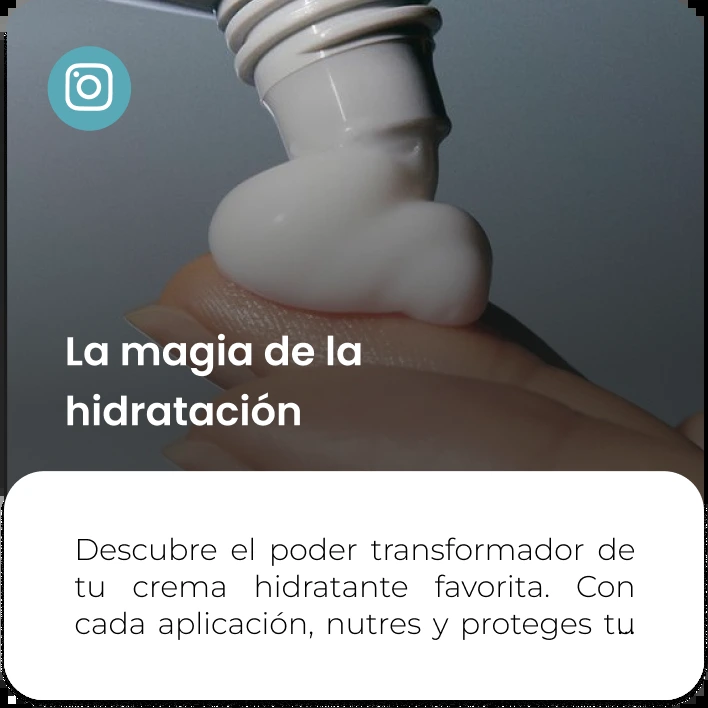 La magia de la
hidratación
Descubre el poder transformador de
tu crema hidratante favorita. Con
cada aplicación, nutres y proteges tu...